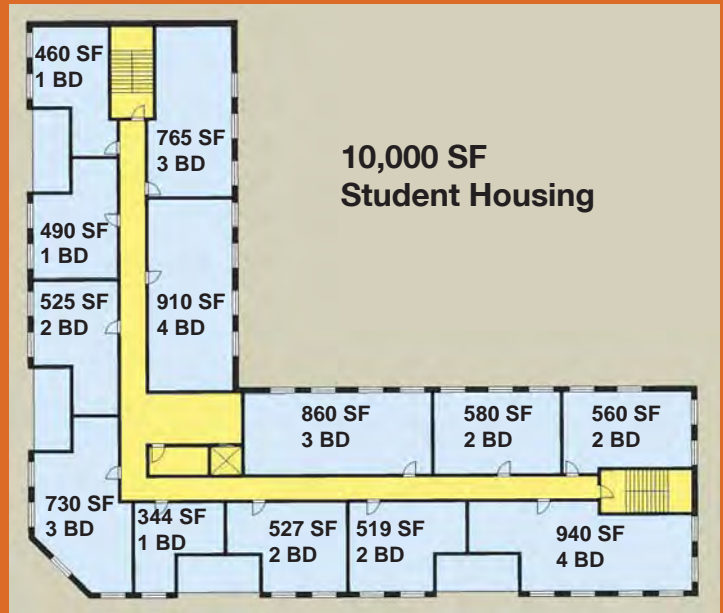 460 SF
1 BD
765 SF
3 BD
10,000 SF
Student Housing
490 SF
1 BD
525 SF
2 BD
910 SF
4 BD
860 SF
3 BD
580 SF
2 BD
560 SF
2 BD
730 SF
3 BD
344 SF
1 BD
527 SF
2 BD
519 SF
2 BD
940 SF
4 BD